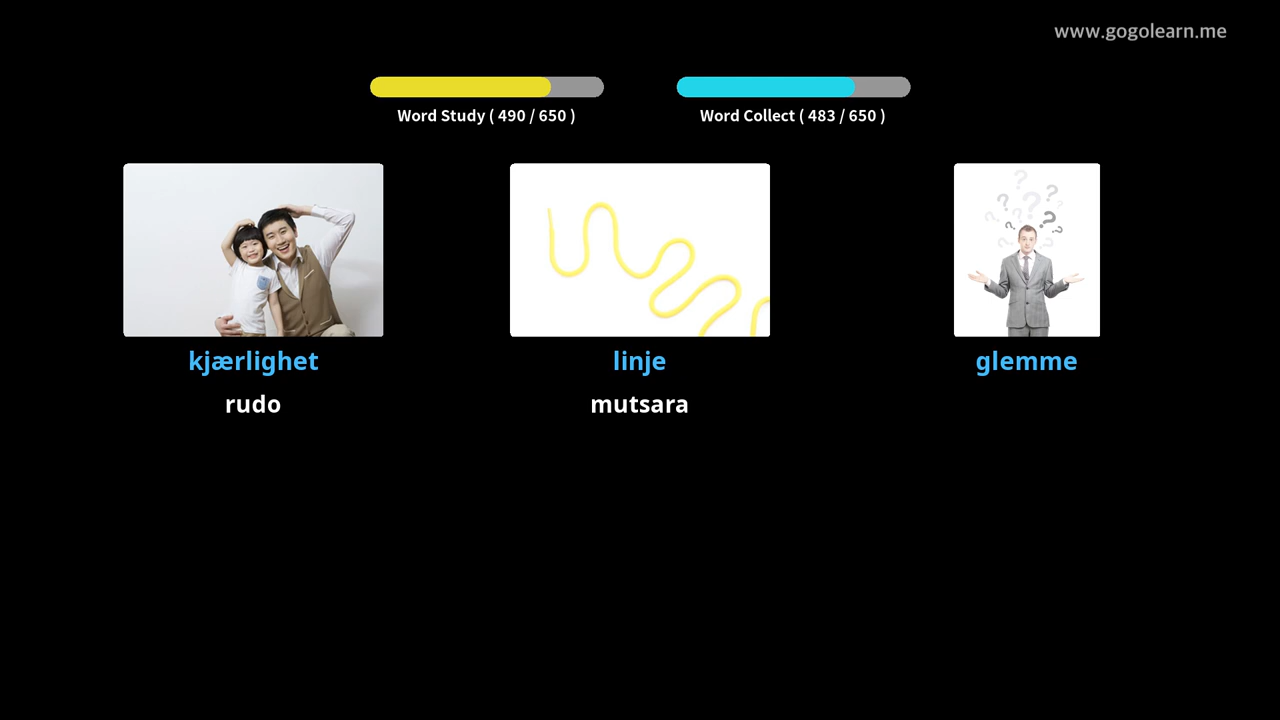 www.gogolearn.me
Word Study ( 490 / 650 )
Word Collect ( 483 / 650 )
kjærlighet
linje
glemme
rudo
mutsara